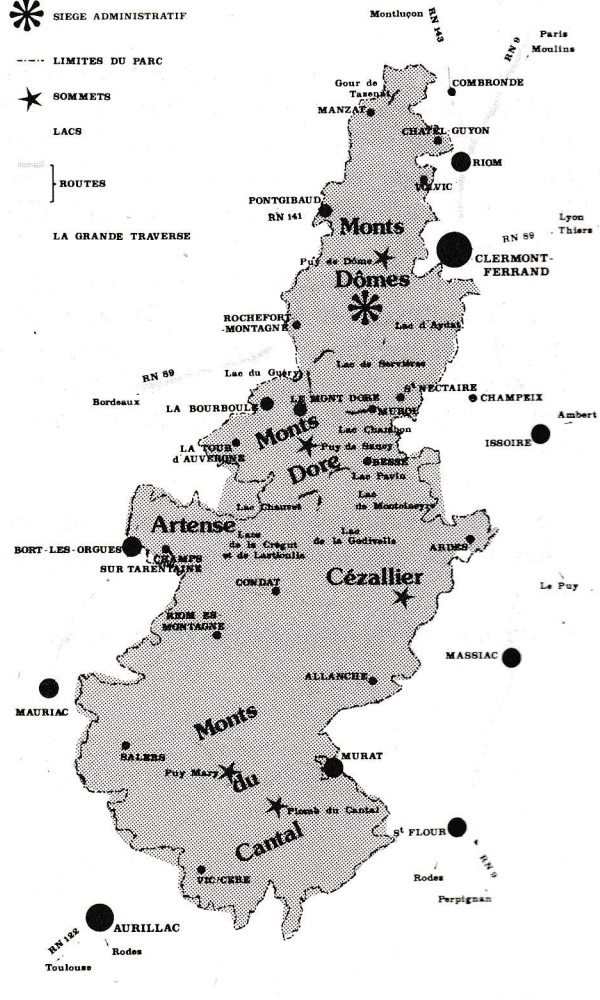 SIEGE ADMINISTRATIF
LIMITES DU PARC
SOMMETS
LACS
ROUTES
LA GRANDE TRAVERSE
Montluçon
RN 143
RN 9
Paris
Moulins
Gour de
Tazenat
COMBRONDE
MANZAT
CHATEL GUYON
RIOM
VOLVIC
PONTGIBAUD
RN 141
Monts
Lyon
Thiers
RN 89
Puy de Dôme
CLERMONT-
FERRAND
Dômes
ROCHEFORT
-MONTAGNE
Lac d'Aydat
Lac de Servières
Lac du Guéry
RN 89
Bordeaux
St NECTAIRE
LE MONT DORE
CHAMPEIX
LA BOURBOULE
MUROL
Ambert
Monts
Lac Chambon
ISSOIRE
LA TOUR
d'AUVERGNE
Puy de Sancy
Dore
BESSE
Lac Pavin
Lac
de Montcineyre
Lac Chauvet
Artense
Lacs
de la Crégut
et de Lastioulle
Lac
de la Godivelle
BORT-LES-ORGUES
CHAMPS
SUR TARENTAINE
ARDES
CONDAT
Cézallier
Le Puy
RIOM ES-
MONTAGNE
MASSIAC
ALLANCHE
MAURIAC
Monts
SALERS
MURAT
Puy Mary
du
Plomb du Cantal
Cantal
St FLOUR
RN 9
VIC/CERE
Rodes
Perpignan
AURILLAC
RN 122
Rodes
Toulouse